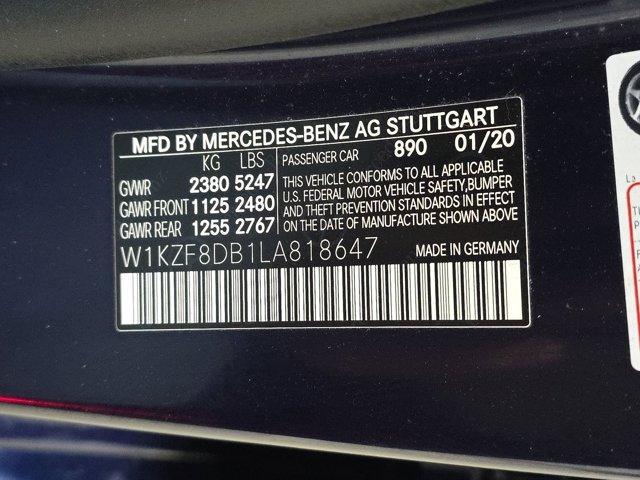 MFD BY MERCEDES-BENZ AG STUTTGART
KG LBS PASSENGER CAR 890 01/20
GVWR 2380 5247
GAWR FRONT 1125 2480
GAWR REAR 1255 2767
THIS VEHICLE CONFORMS TO ALL APPLICABLE
U.S. FEDERAL MOTOR VEHICLE SAFETY,BUMPER
AND THEFT PREVENTION STANDARDS IN EFFECT
ON THE DATE OF MANUFACTURE SHOWN ABOVE
W1KZF8DB1LA818647 MADE IN GERMANY
La